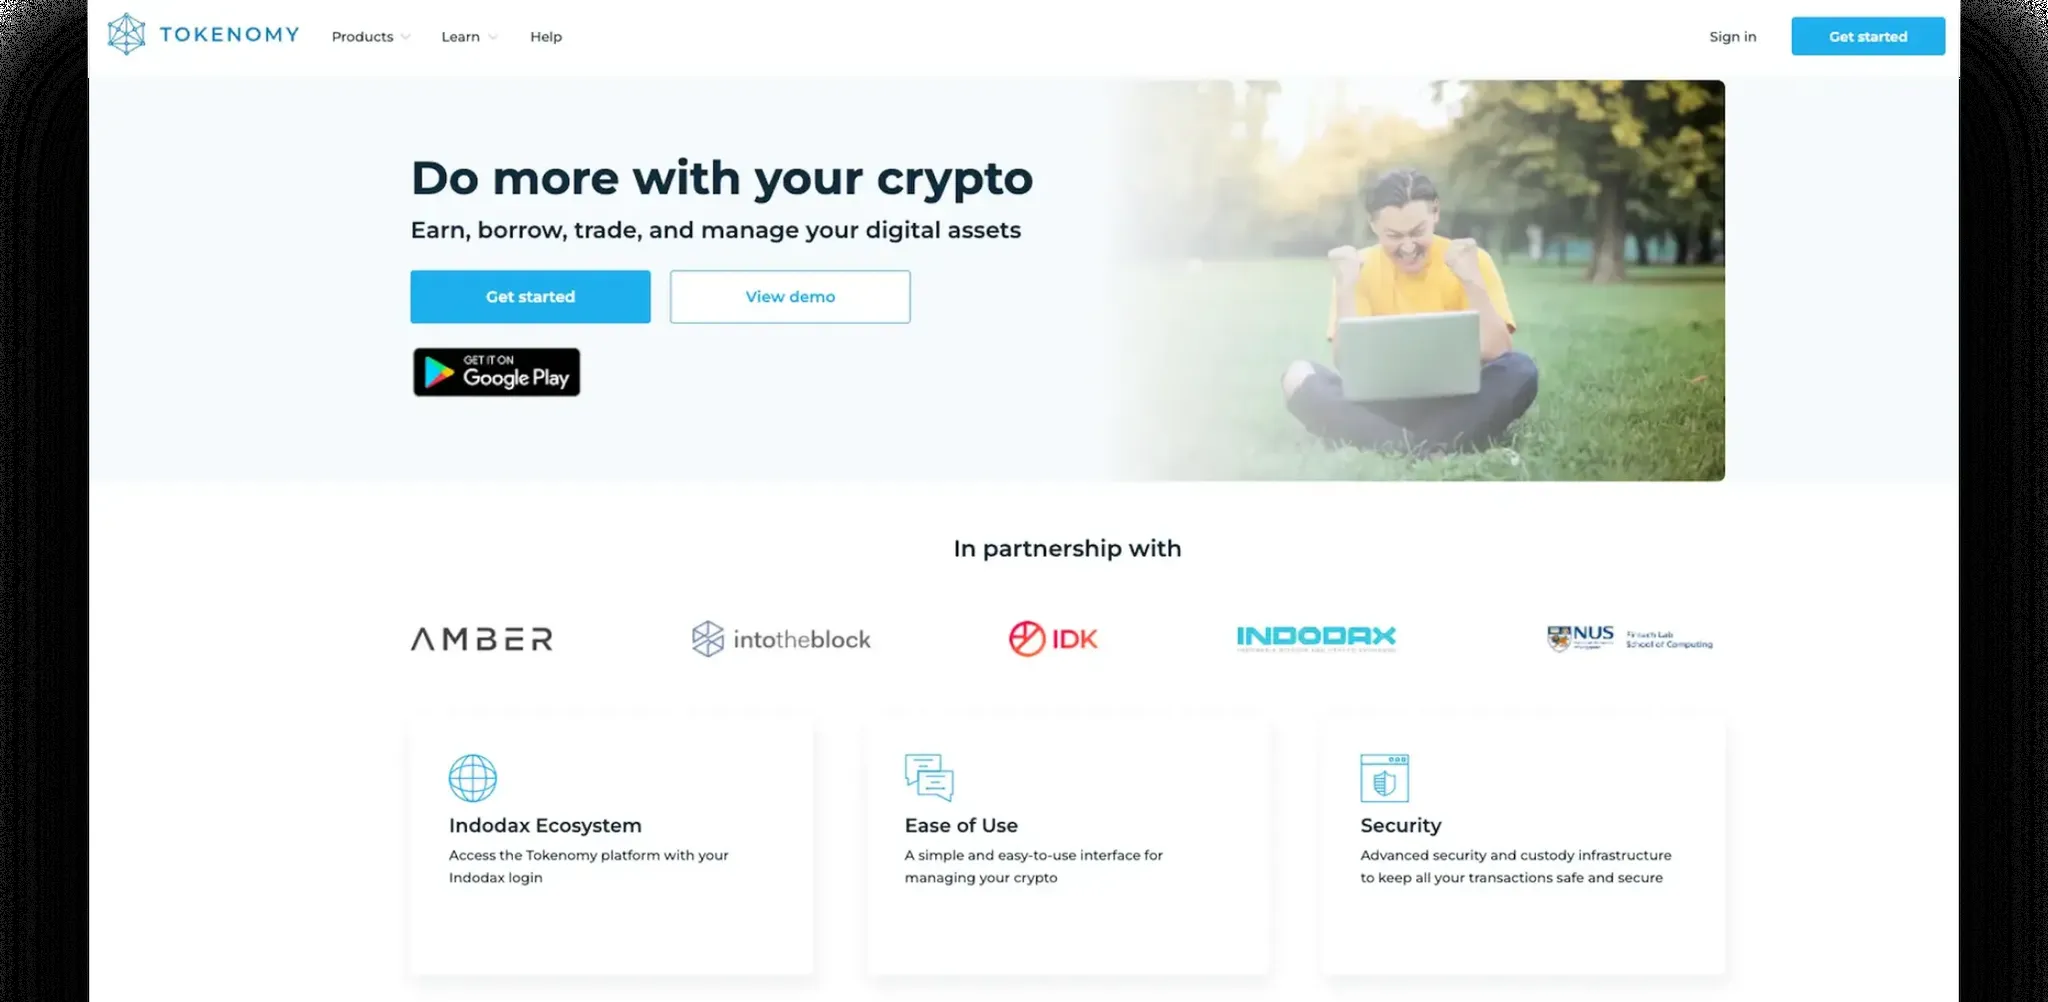 TOKENOMY
Products
Learn
Help
Sign in
Get started
Do more with your crypto
Earn, borrow, trade, and manage your digital assets
Get started
View demo
GET IT ON
Google Play
In partnership with
AMBER
intotheblock
IDK
INDODAX
NUS
Fintech Lab
School of Computing
Indodax Ecosystem
Access the Tokenomy platform with your
Indodax login
Ease of Use
A simple and easy-to-use interface for
managing your crypto
Security
Advanced security and custody infrastructure
to keep all your transactions safe and secure